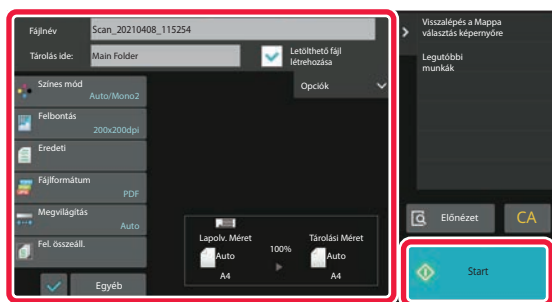 Fájlnév
Scan_20210408_115254
Tárolás ide:
Main Folder
Letölthető fájl
létrehozása
Színes mód
Auto/Mono2
Opciók
Felbontás
200x200dpi
Eredeti
Fájlformátum
PDF
Megvilágítás
Auto
Fel. összeáll.
Egyéb
Lapolv. Méret
Auto
A4
100%
Tárolási Méret
Auto
A4
Visszalépés a Mappa
választás képernyőre
Legutóbbi
munkák
Előnézet
CA
Start